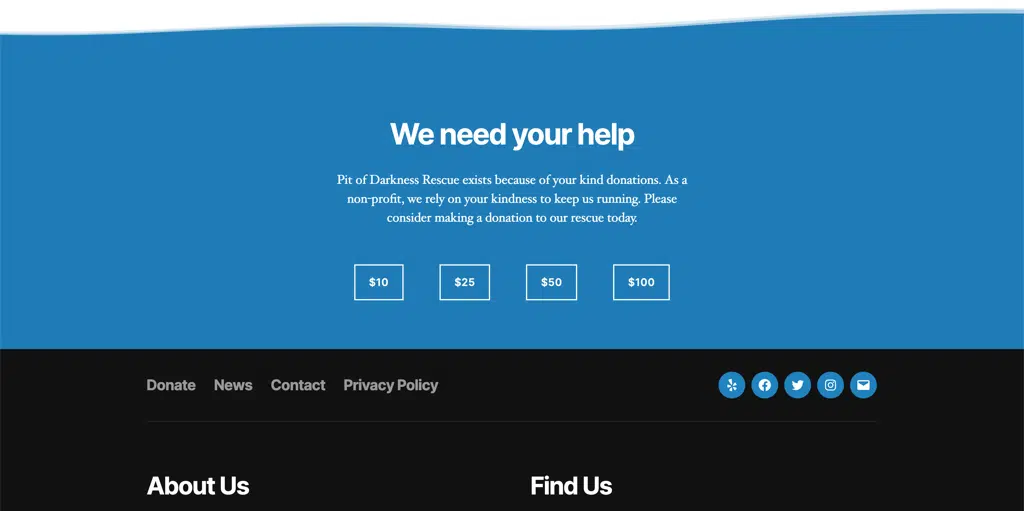 We need your help
Pit of Darkness Rescue exists because of your kind donations. As a
non-profit, we rely on your kindness to keep us running. Please
consider making a donation to our rescue today.
$10 $25 $50 $100
Donate News Contact Privacy Policy
About Us Find Us